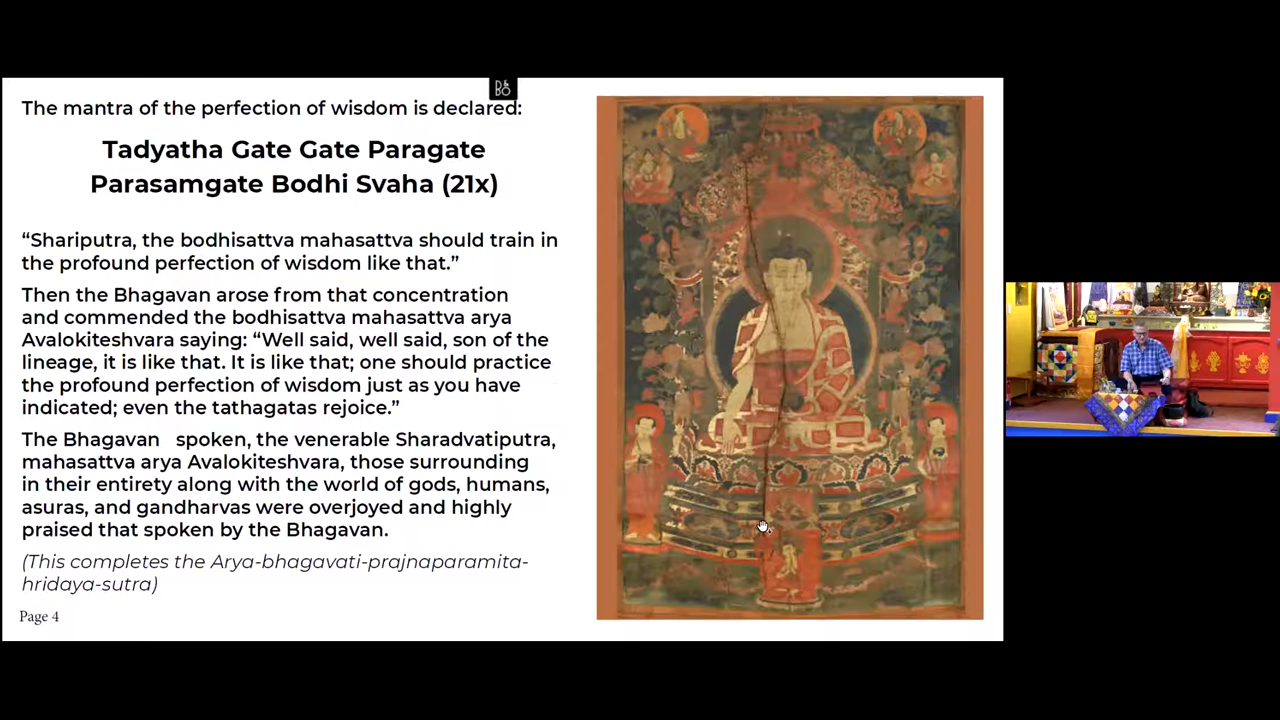 B&O
The mantra of the perfection of wisdom is declared:
Tadyatha Gate Gate Paragate
Parasamgate Bodhi Svaha (21x)
“Shariputra, the bodhisattva mahasattva should train in
the profound perfection of wisdom like that.”
Then the Bhagavan arose from that concentration
and commended the bodhisattva mahasattva arya
Avalokiteshvara saying: “Well said, well said, son of the
lineage, it is like that. It is like that; one should practice
the profound perfection of wisdom just as you have
indicated; even the tathagatas rejoice.”
The Bhagavan spoken, the venerable Sharadvatiputra,
mahasattva arya Avalokiteshvara, those surrounding
in their entirety along with the world of gods, humans,
asuras, and gandharvas were overjoyed and highly
praised that spoken by the Bhagavan.
(This completes the Arya-bhagavati-prajnaparamita-
hridaya-sutra)
Page 4